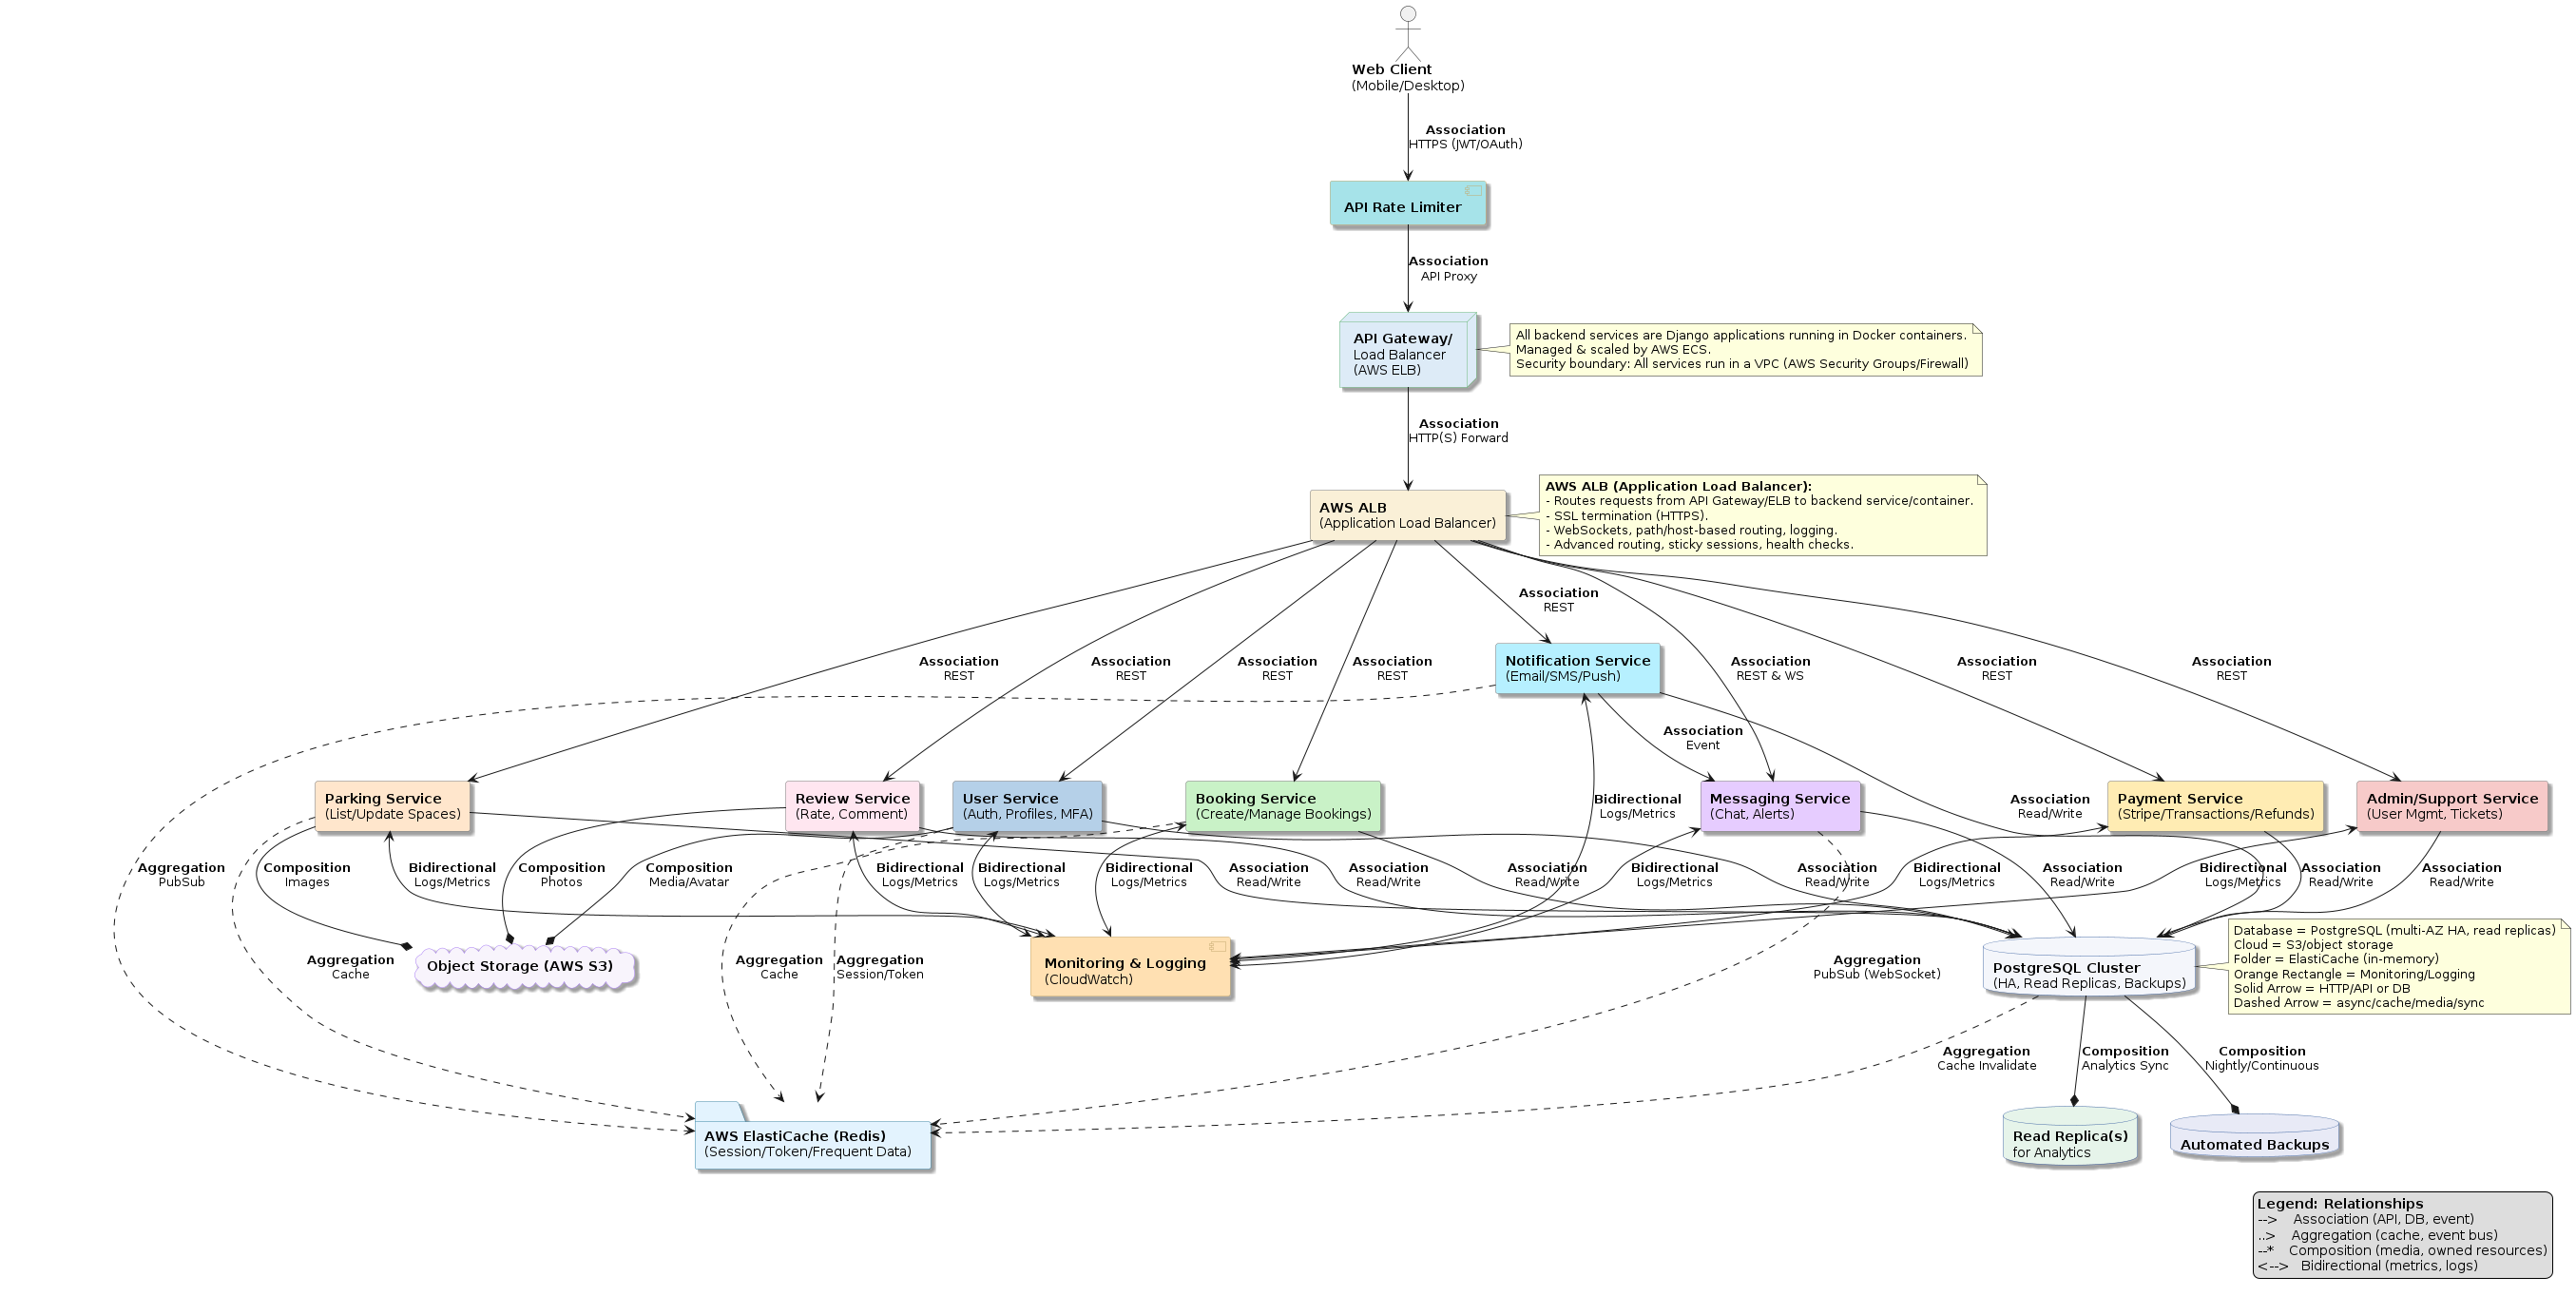 Web Client
(Mobile/Desktop)
Association
HTTPS (JWT/OAuth)
API Rate Limiter
Association
API Proxy
API Gateway/
Load Balancer
(AWS ELB)
All backend services are Django applications running in Docker containers.
Managed & scaled by AWS ECS.
Security boundary: All services run in a VPC (AWS Security Groups/Firewall)
Association
HTTP(S) Forward
AWS ALB
(Application Load Balancer)
AWS ALB (Application Load Balancer):
- Routes requests from API Gateway/ELB to backend service/container.
- SSL termination (HTTPS).
- WebSockets, path/host-based routing, logging.
- Advanced routing, sticky sessions, health checks.
Association
REST
Notification Service
(Email/SMS/Push)
Association
REST
Association
REST
Association
REST
Association
REST
Association
REST & WS
Association
REST
Association
REST
Association
Event
Parking Service
(List/Update Spaces)
Review Service
(Rate, Comment)
User Service
(Auth, Profiles, MFA)
Booking Service
(Create/Manage Bookings)
Bidirectional
Logs/Metrics
Messaging Service
(Chat, Alerts)
Association
Read/Write
Payment Service
(Stripe/Transactions/Refunds)
Admin/Support Service
(User Mgmt, Tickets)
Aggregation
PubSub
Composition
Images
Bidirectional
Logs/Metrics
Composition
Photos
Composition
Media/Avatar
Bidirectional
Logs/Metrics
Bidirectional
Logs/Metrics
Bidirectional
Logs/Metrics
Association
Read/Write
Association
Read/Write
Association
Read/Write
Bidirectional
Logs/Metrics
Association
Read/Write
Bidirectional
Logs/Metrics
Association
Read/Write
Bidirectional
Logs/Metrics
Association
Read/Write
Association
Read/Write
Aggregation
Cache
Object Storage (AWS S3)
Aggregation
Cache
Aggregation
Session/Token
Monitoring & Logging
(CloudWatch)
Aggregation
PubSub (WebSocket)
PostgreSQL Cluster
(HA, Read Replicas, Backups)
Database = PostgreSQL (multi-AZ HA, read replicas)
Cloud = S3/object storage
Folder = ElastiCache (in-memory)
Orange Rectangle = Monitoring/Logging
Solid Arrow = HTTP/API or DB
Dashed Arrow = async/cache/media/sync
Aggregation
Cache Invalidate
Composition
Analytics Sync
Composition
Nightly/Continuous
AWS ElastiCache (Redis)
(Session/Token/Frequent Data)
Read Replica(s)
for Analytics
Automated Backups
Legend: Relationships
--> Association (API, DB, event)
..> Aggregation (cache, event bus)
--* Composition (media, owned resources)
<--> Bidirectional (metrics, logs)